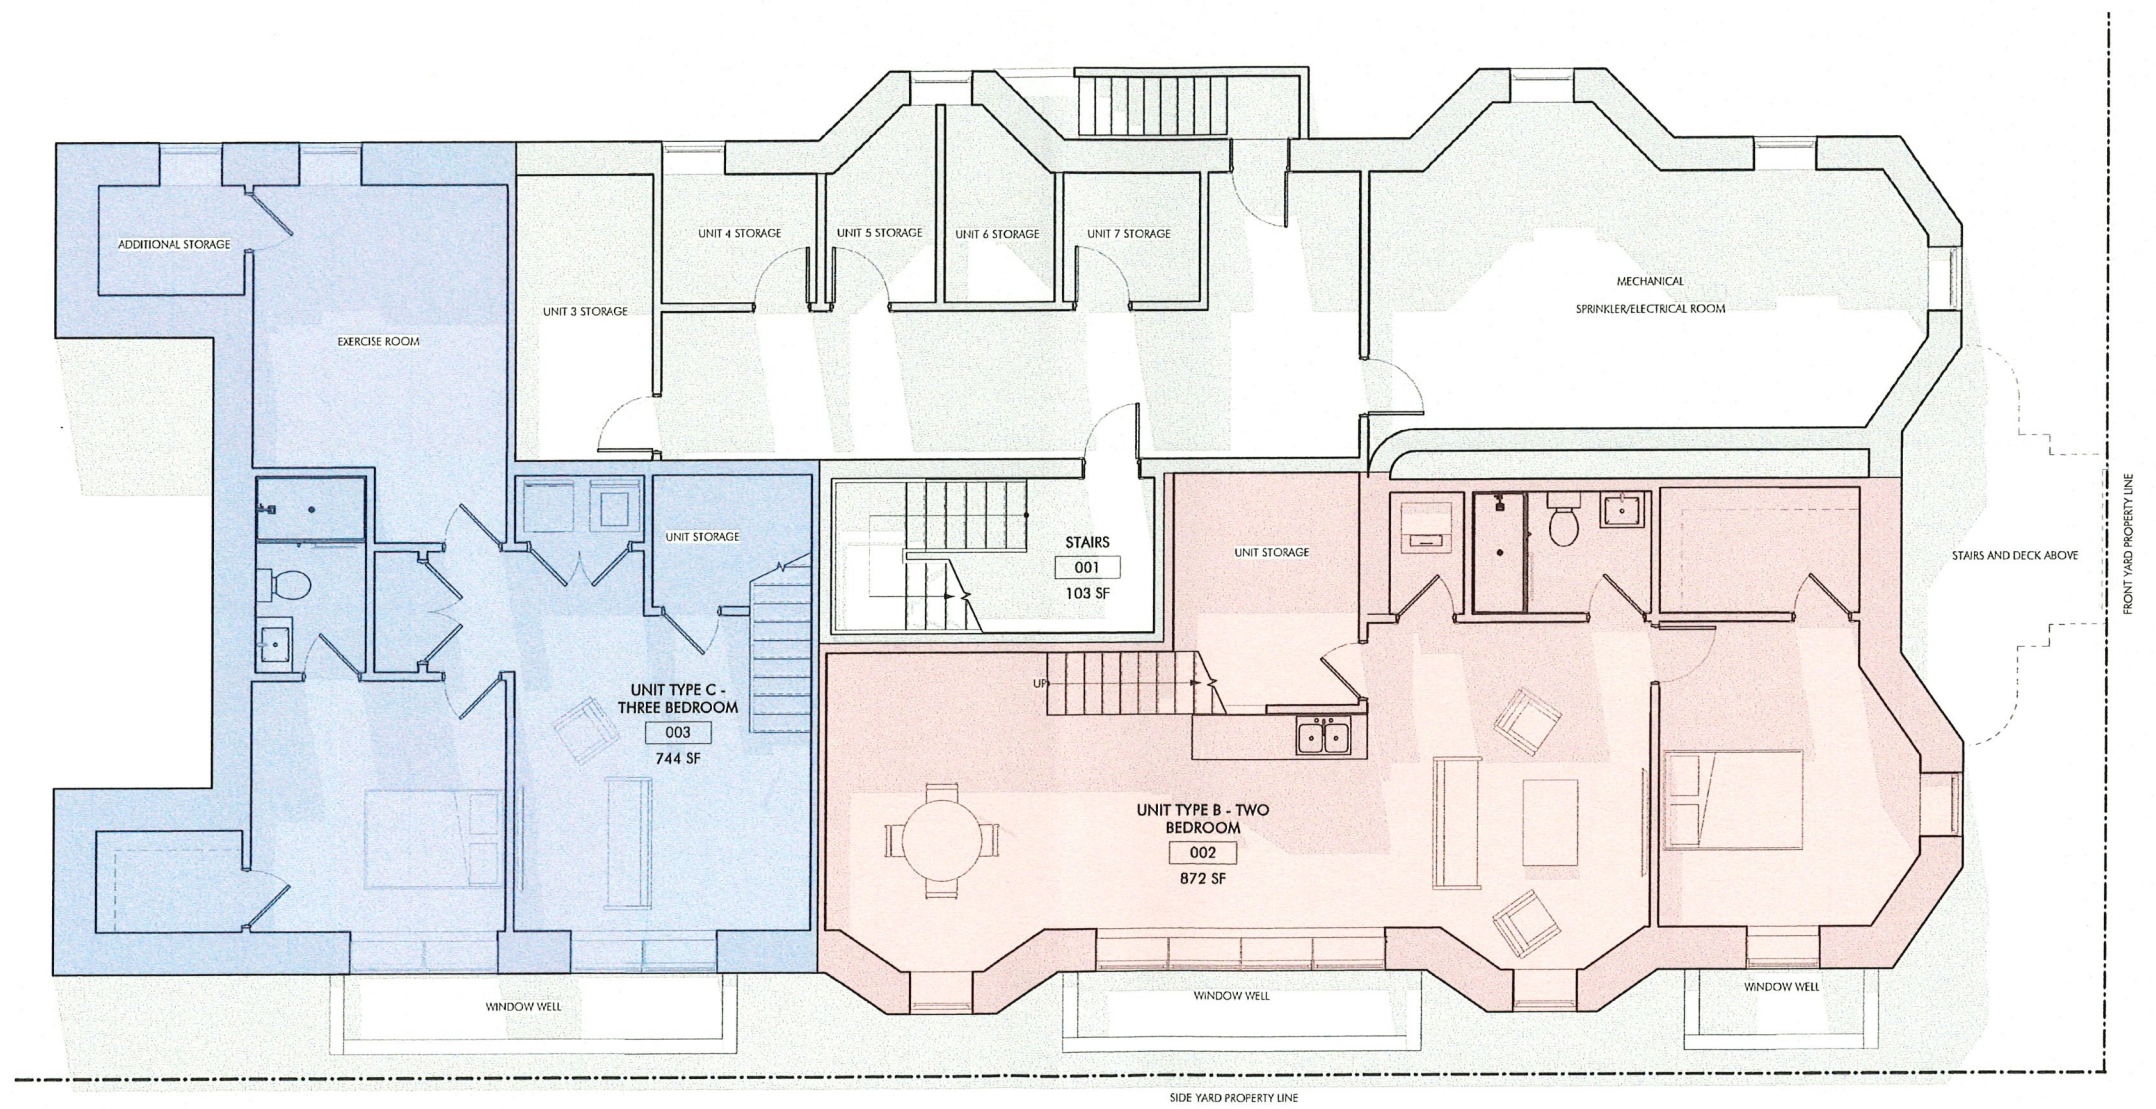 ADDITIONAL STORAGE
EXERCISE ROOM
UNIT 3 STORAGE
UNIT 4 STORAGE
UNIT 5 STORAGE
UNIT 6 STORAGE
UNIT 7 STORAGE
MECHANICAL
SPRINKLER/ELECTRICAL ROOM
UNIT STORAGE
STAIRS
001
103 SF
UNIT STORAGE
STAIRS AND DECK ABOVE
FRONT YARD PROPERTY LINE
UNIT TYPE C -
THREE BEDROOM
003
744 SF
UP
UNIT TYPE B - TWO
BEDROOM
002
872 SF
WINDOW WELL
WINDOW WELL
WINDOW WELL
SIDE YARD PROPERTY LINE